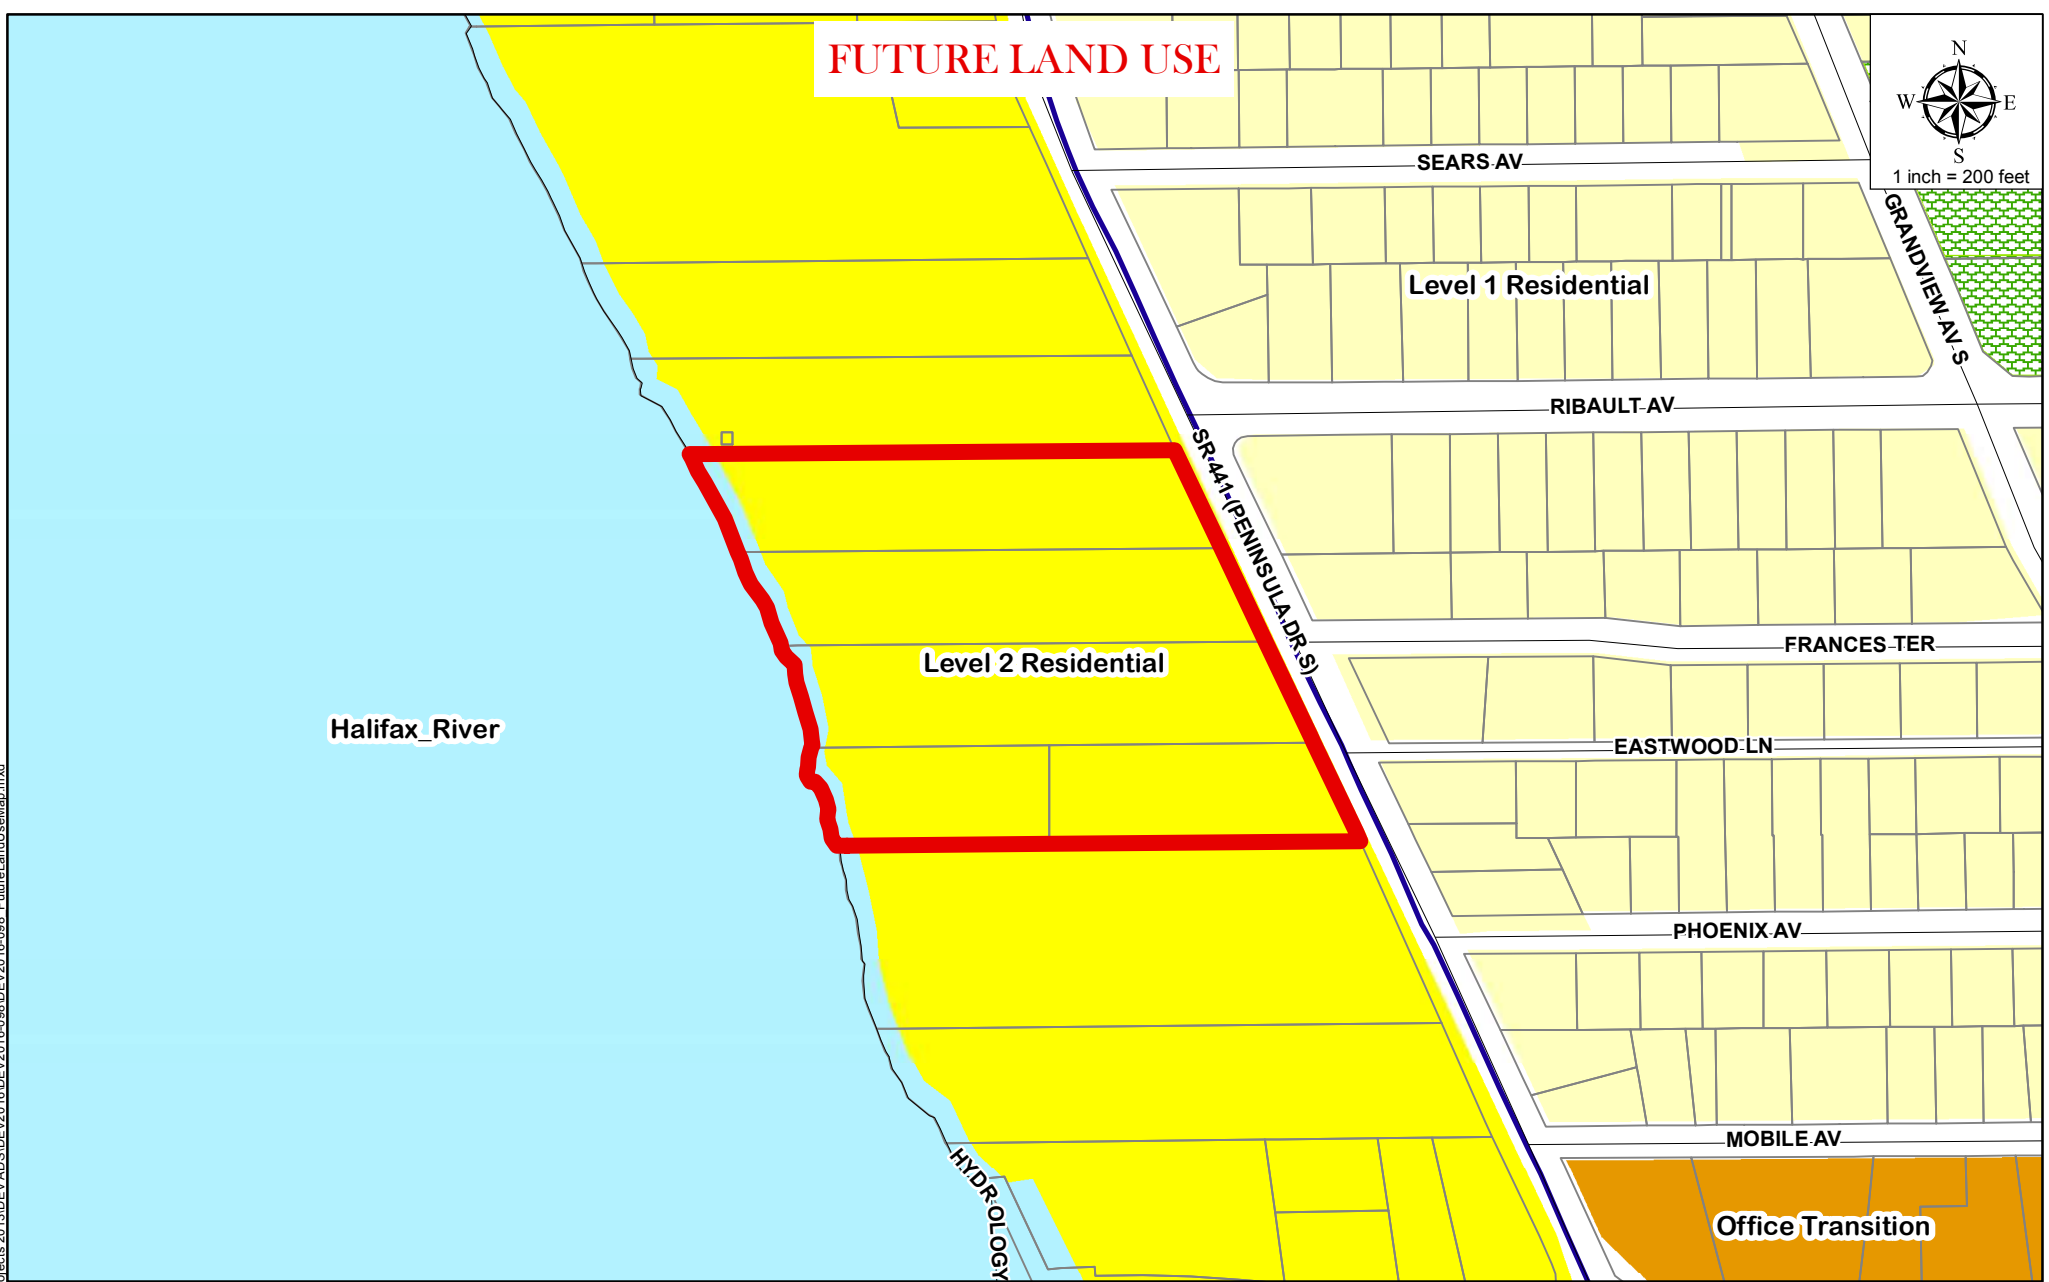 FUTURE LAND USE
N
W E
S
1 inch = 200 feet
SEARS AV
GRANDVIEW AV S
Level 1 Residential
RIBAULT AV
SR 441 (PENINSULA DR S)
FRANCES TER
Level 2 Residential
Halifax_River
EASTWOOD LN
PHOENIX AV
MOBILE AV
HYDROLOGY
Office Transition